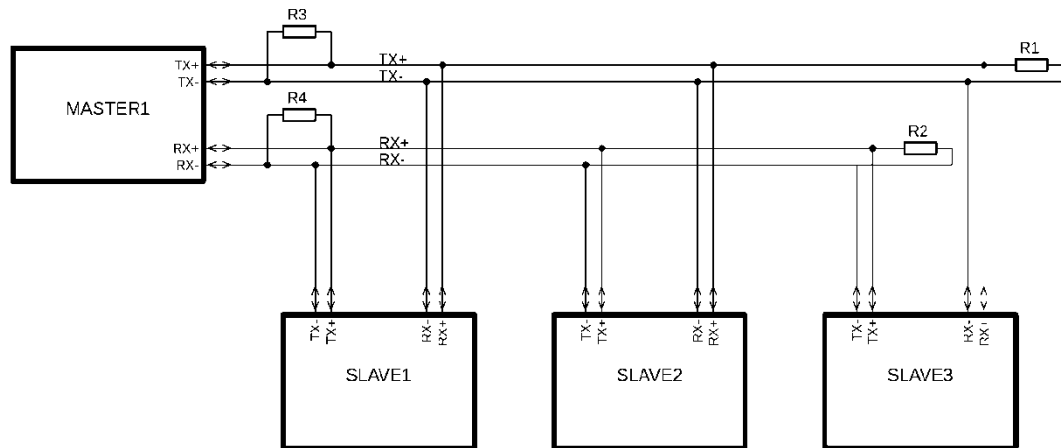 R3
R1
TX+
TX+
TX-
TX-
MASTER1
R4
R2
RX+
RX+
RX-
RX-
TX-
TX+
RX-
RX+
TX-
TX+
RX-
RX+
TX-
TX+
RX-
RX+
SLAVE1
SLAVE2
SLAVE3